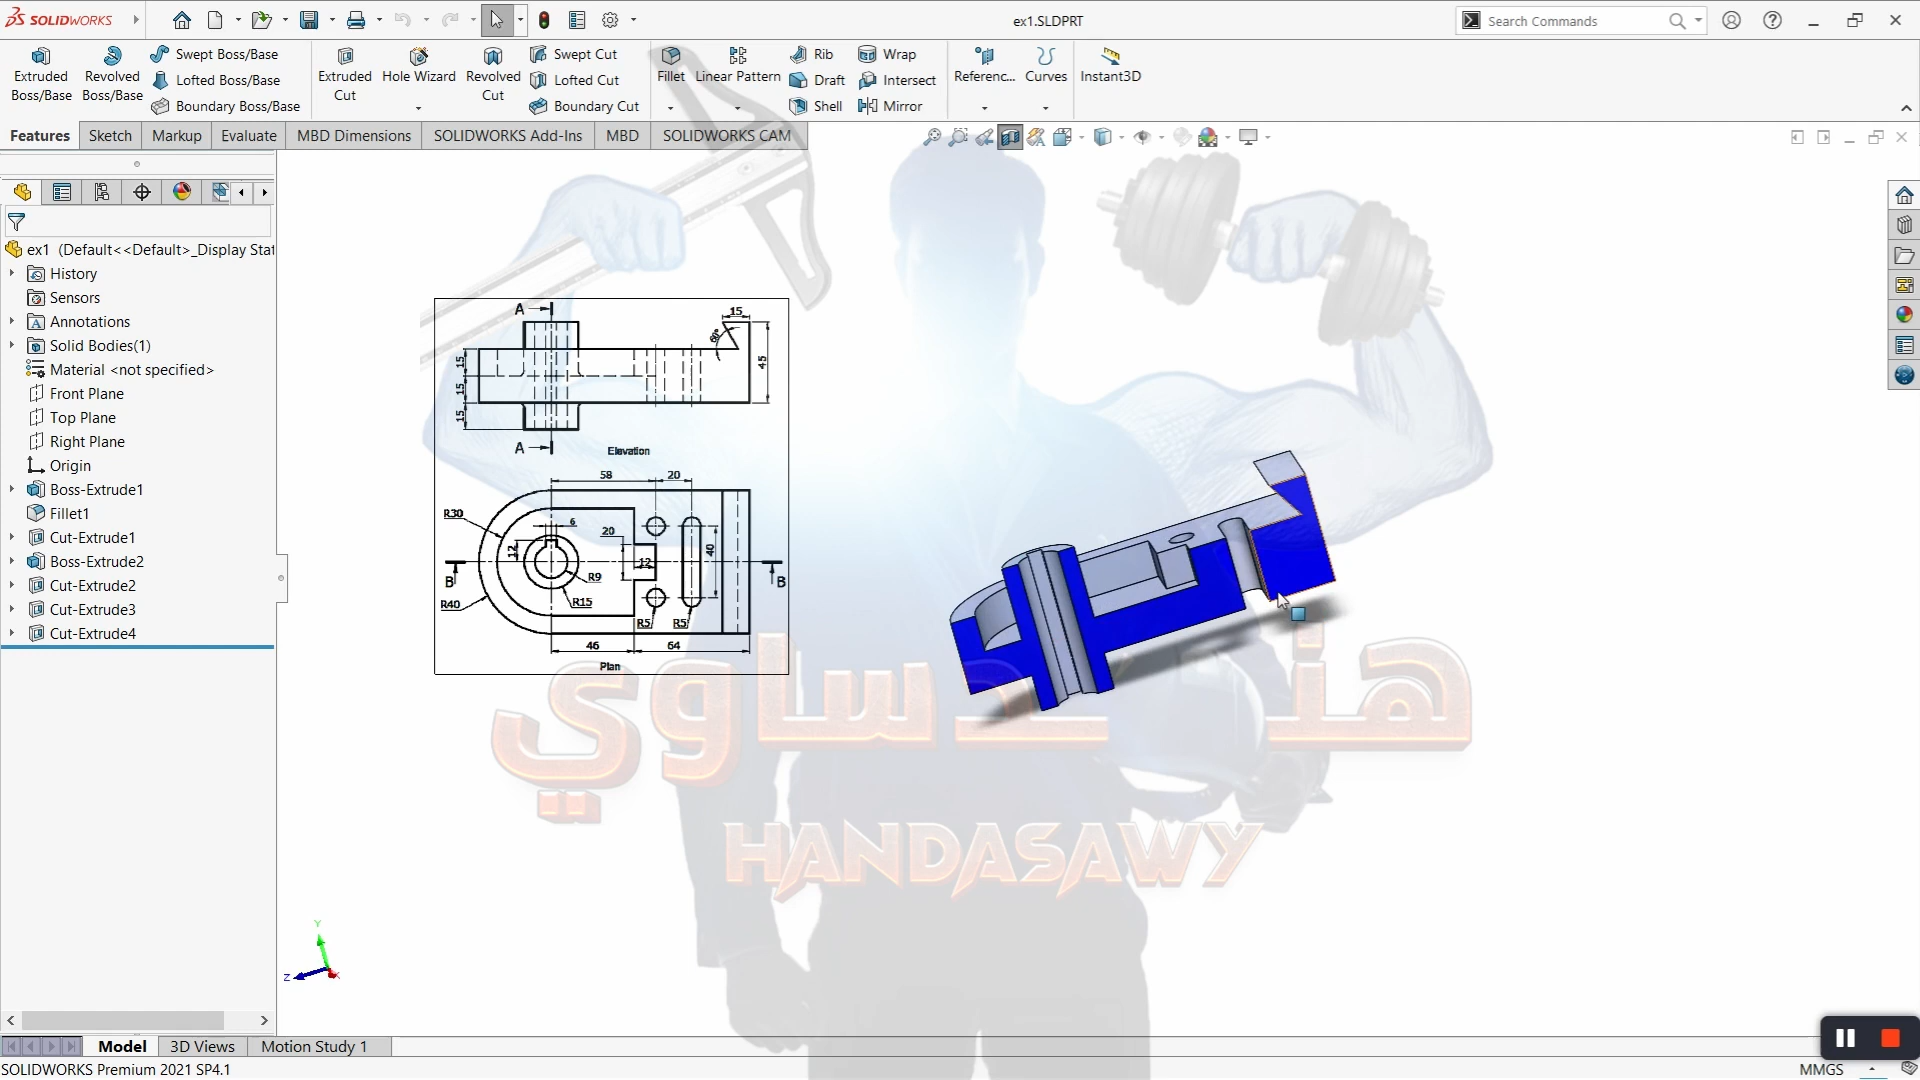 SOLIDWORKS
ex1.SLDPRT
Search Commands
Extruded Boss/Base
Revolved Boss/Base
Swept Boss/Base
Lofted Boss/Base
Boundary Boss/Base
Extruded Cut
Hole Wizard
Revolved Cut
Swept Cut
Lofted Cut
Boundary Cut
Fillet
Linear Pattern
Rib
Draft
Shell
Wrap
Intersect
Mirror
Referenc...
Curves
Instant3D
Features
Sketch
Markup
Evaluate
MBD Dimensions
SOLIDWORKS Add-Ins
MBD
SOLIDWORKS CAM
ex1 (Default<<Default>_Display Stat
History
Sensors
Annotations
Solid Bodies(1)
Material <not specified>
Front Plane
Top Plane
Right Plane
Origin
Boss-Extrude1
Fillet1
Cut-Extrude1
Boss-Extrude2
Cut-Extrude2
Cut-Extrude3
Cut-Extrude4
A
15
60°
15
45
15
15
A
Elevation
58
20
R30
6
20
12
40
12
B
B
R9
R15
R40
R5
R5
46
64
Plan
هندساوي
HANDASAWY
Y
Z
X
Model
3D Views
Motion Study 1
SOLIDWORKS Premium 2021 SP4.1
MMGS